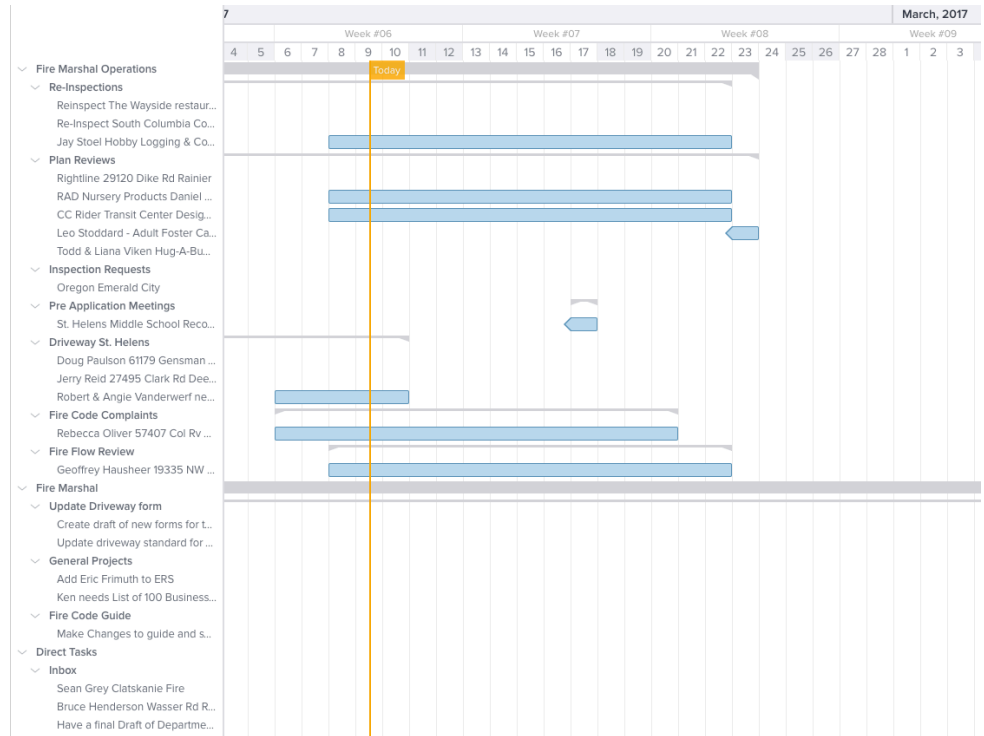 7
March, 2017
Week #06 Week #07 Week #08 Week #09
4 5 6 7 8 9 10 11 12 13 14 15 16 17 18 19 20 21 22 23 24 25 26 27 28 1 2 3
Fire Marshal Operations
Today
Re-Inspections
Reinspect The Wayside restaur...
Re-Inspect South Columbia Co...
Jay Stoel Hobby Logging & Co...
Plan Reviews
Rightline 29120 Dike Rd Rainier
RAD Nursery Products Daniel ...
CC Rider Transit Center Desig...
Leo Stoddard - Adult Foster Ca...
Todd & Liana Viken Hug-A-Bu...
Inspection Requests
Oregon Emerald City
Pre Application Meetings
St. Helens Middle School Reco...
Driveway St. Helens
Doug Paulson 61179 Gensman ...
Jerry Reid 27495 Clark Rd Dee...
Robert & Angie Vanderwerf ne...
Fire Code Complaints
Rebecca Oliver 57407 Col Rv ...
Fire Flow Review
Geoffrey Hausheer 19335 NW ...
Fire Marshal
Update Driveway form
Create draft of new forms for t...
Update driveway standard for ...
General Projects
Add Eric Frimuth to ERS
Ken needs List of 100 Business...
Fire Code Guide
Make Changes to guide and s...
Direct Tasks
Inbox
Sean Grey Clatskanie Fire
Bruce Henderson Wasser Rd R...
Have a final Draft of Departme...